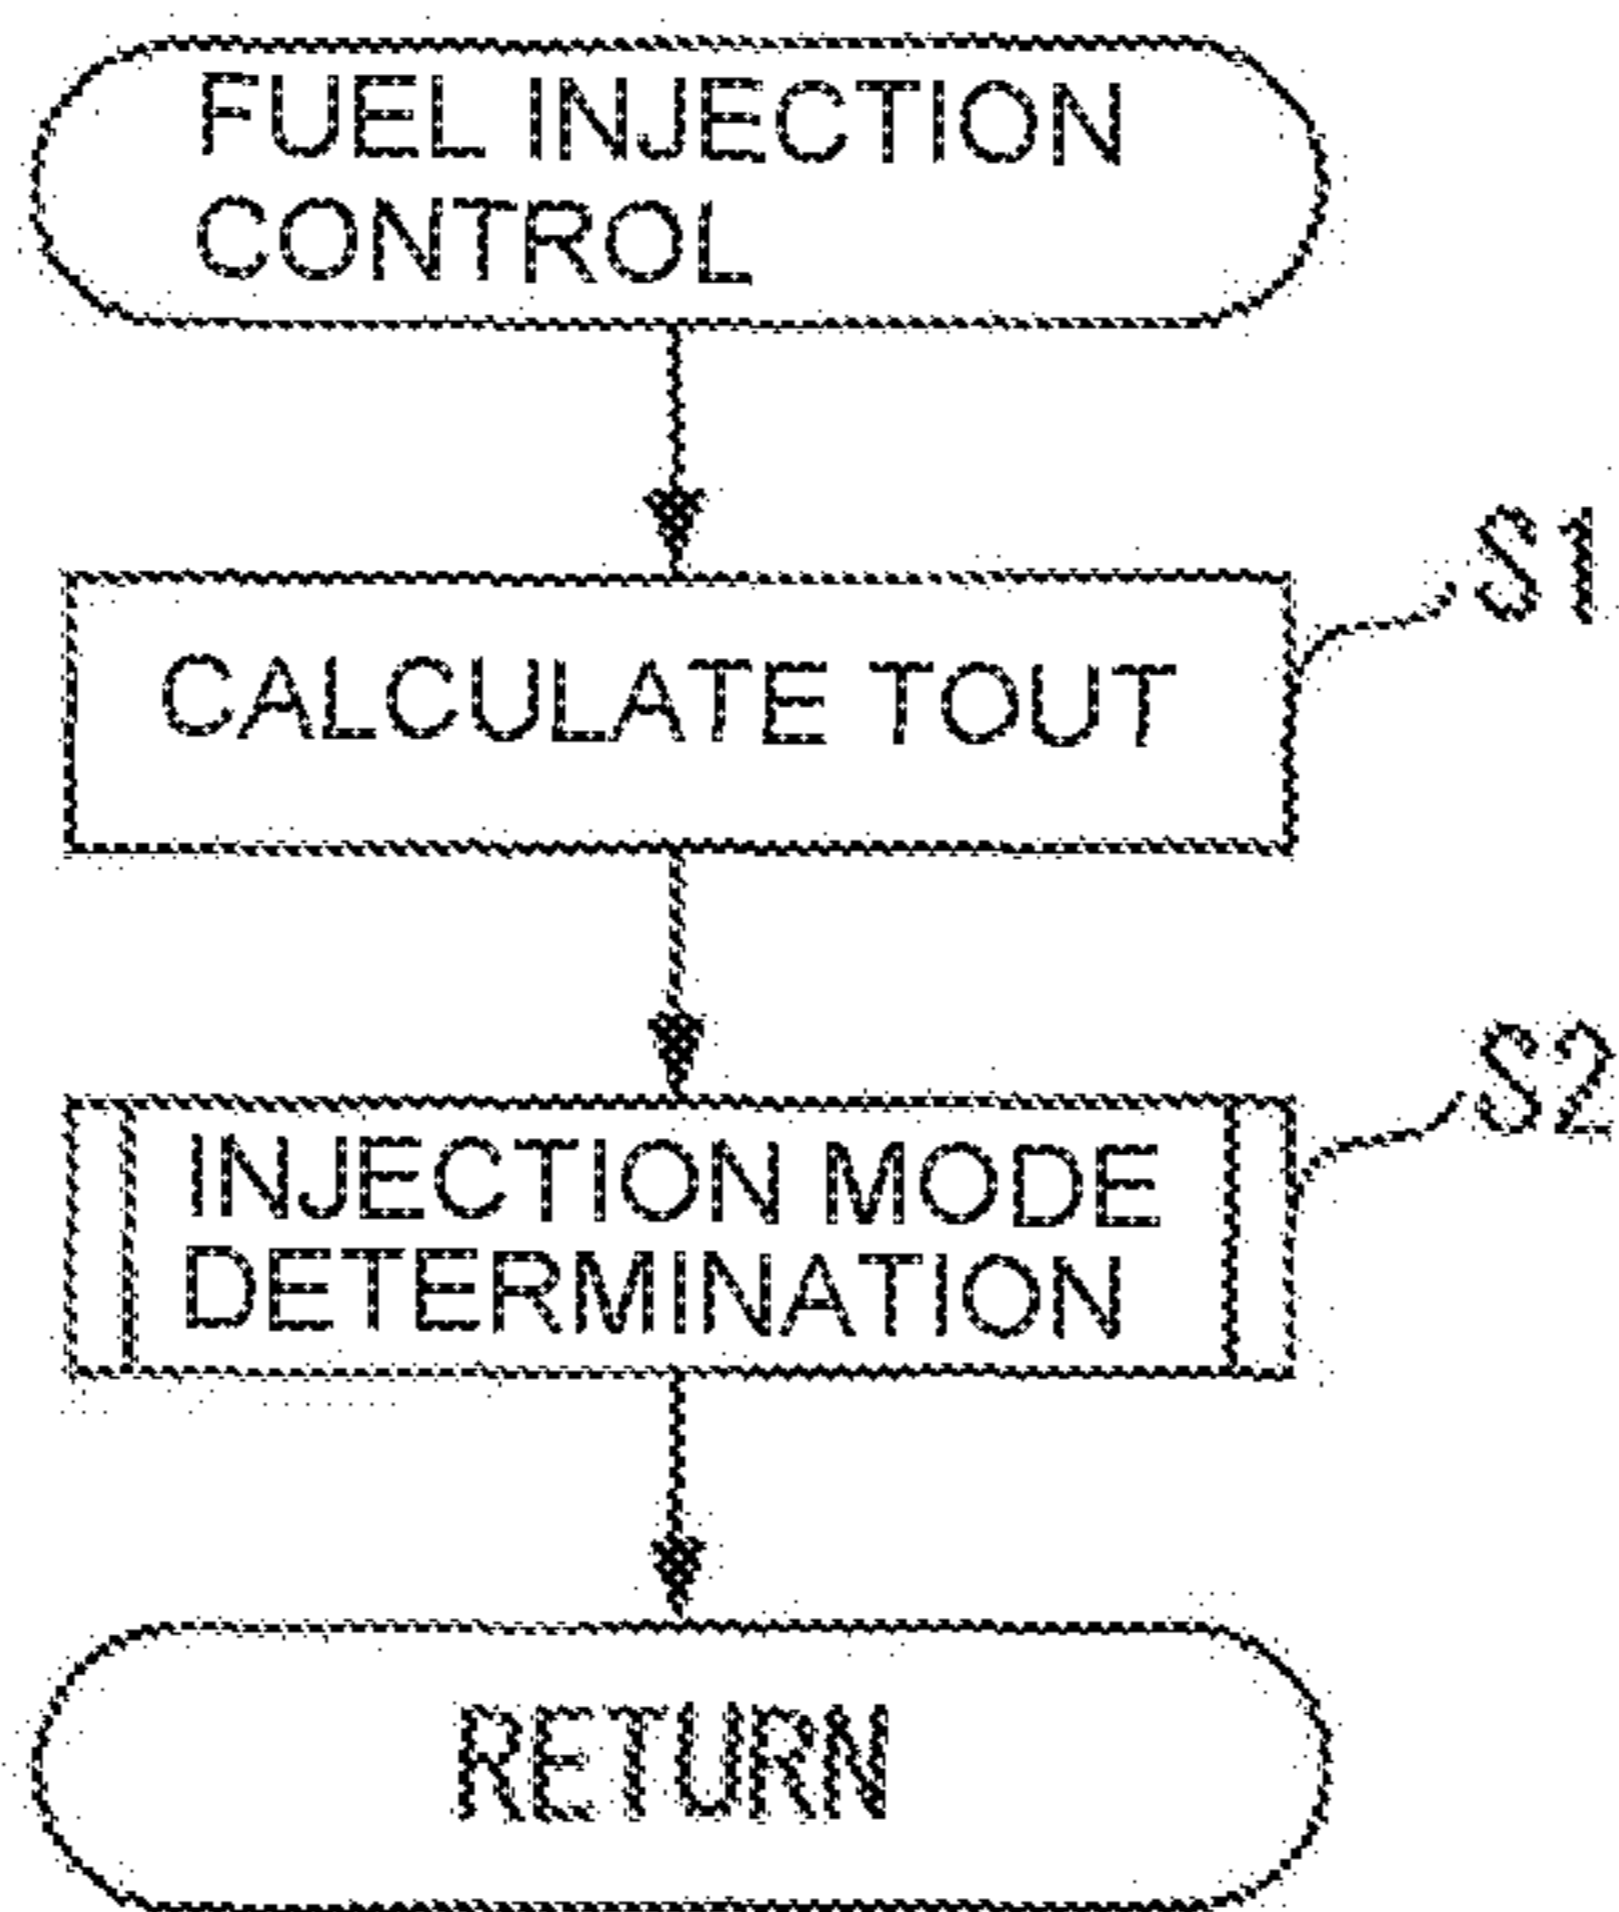 FUEL INJECTION
CONTROL
S1
CALCULATE TOUT
S2
INJECTION MODE
DETERMINATION
RETURN